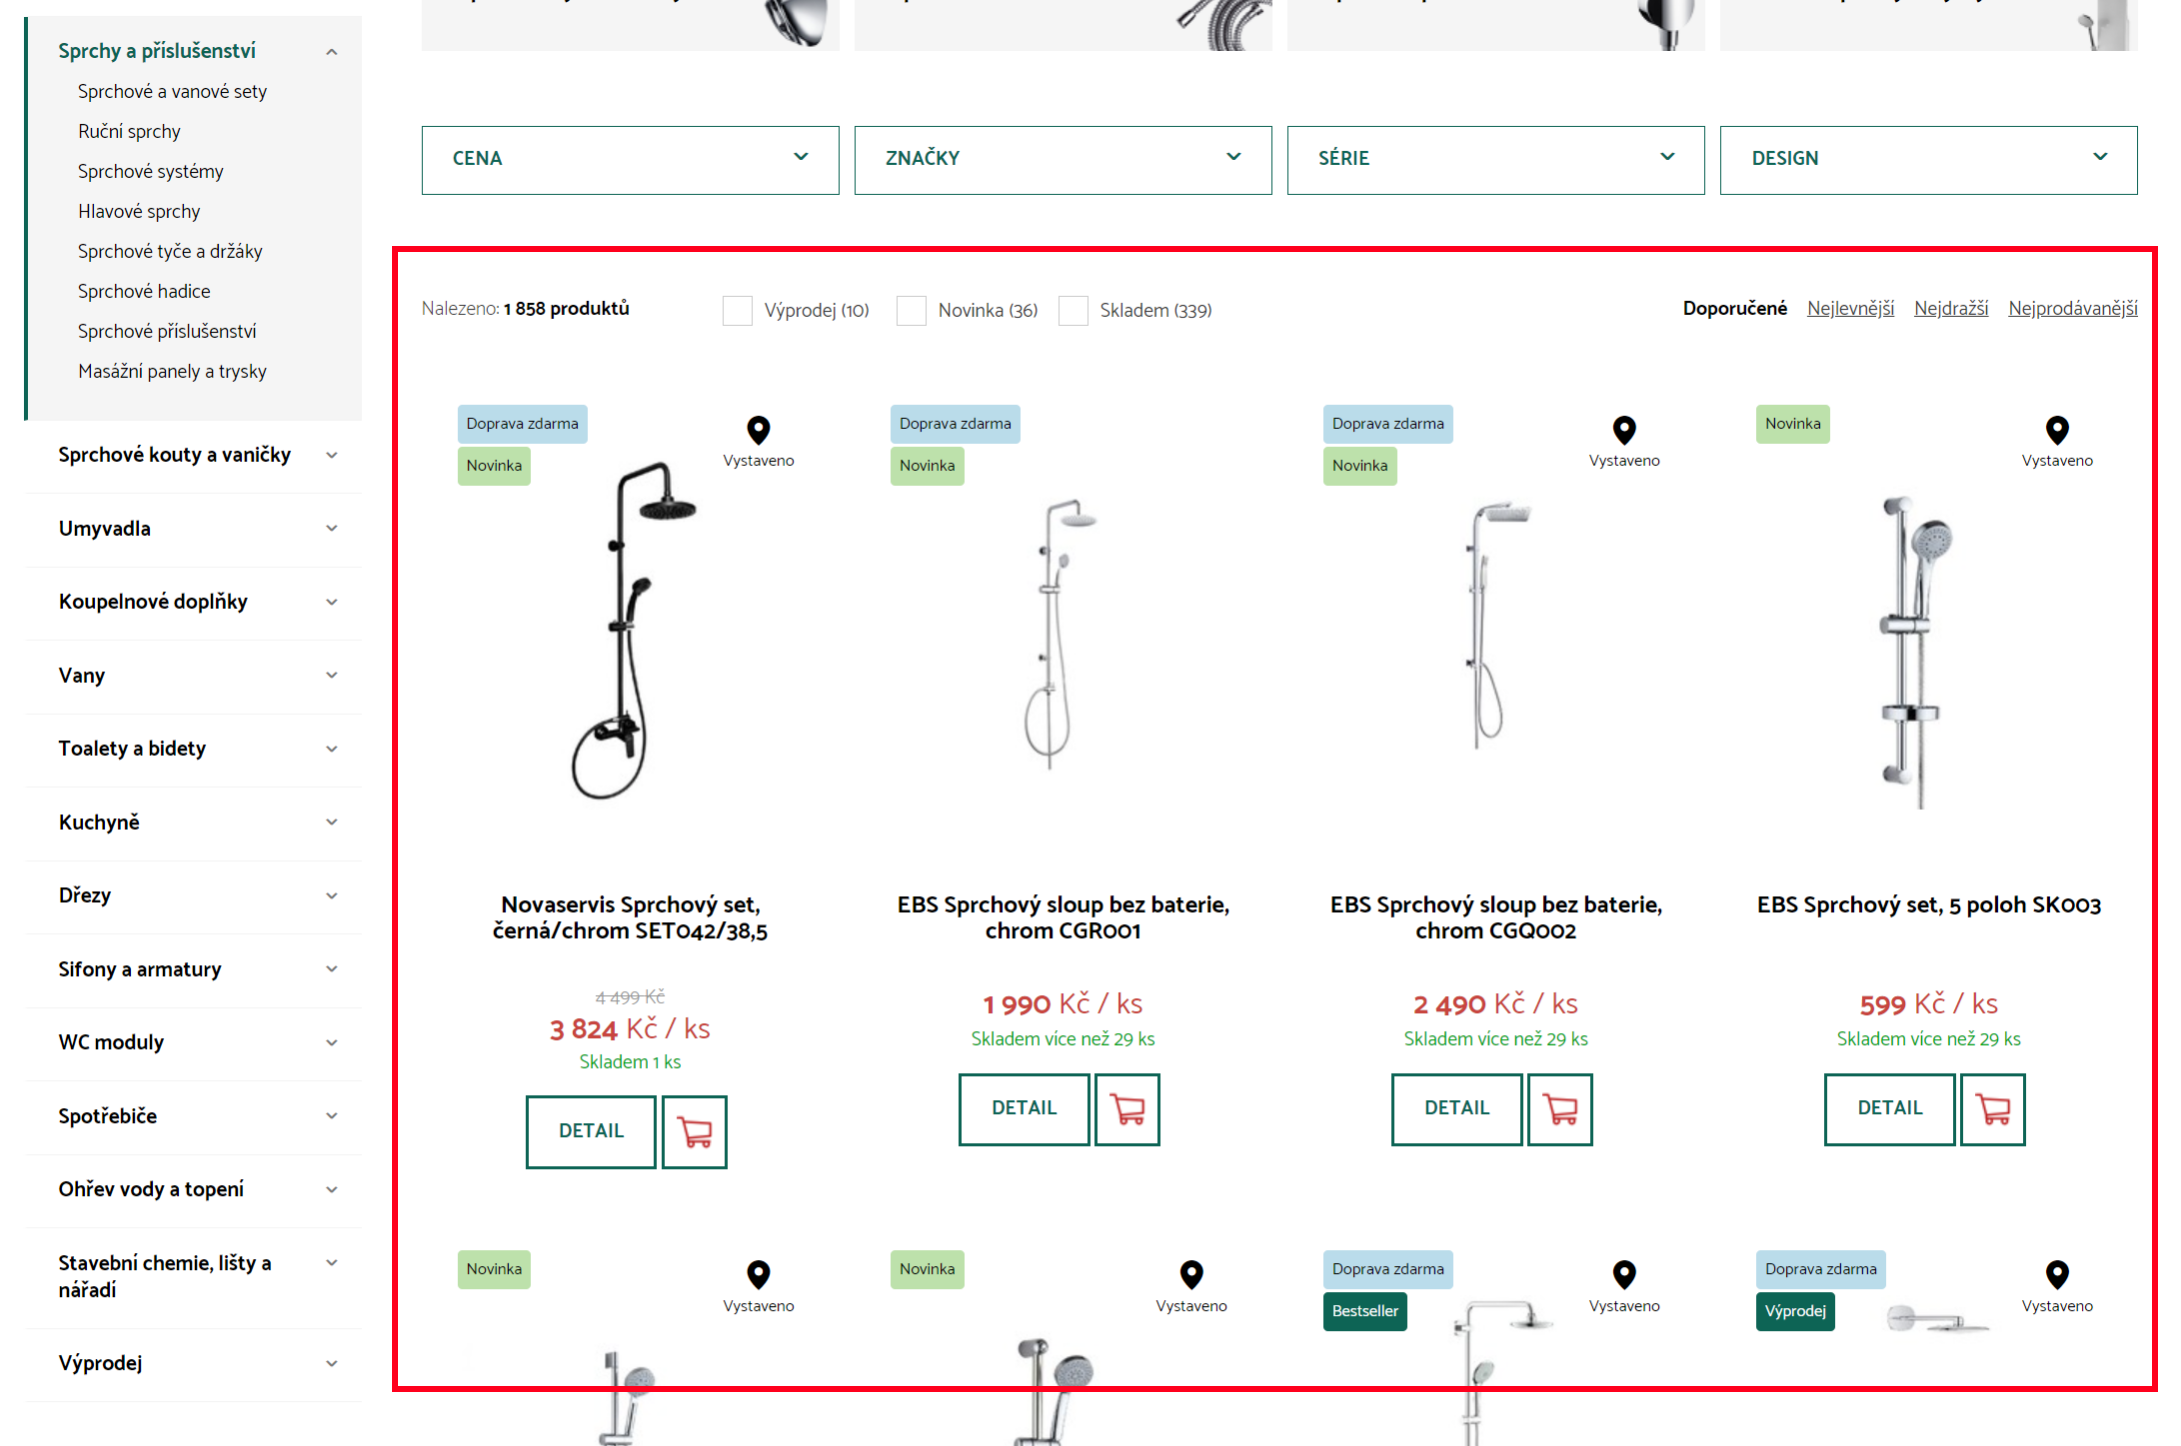 Sprchy a příslušenství
Sprchové a vanové sety
Ruční sprchy
Sprchové systémy
Hlavové sprchy
Sprchové tyče a držáky
Sprchové hadice
Sprchové příslušenství
Masážní panely a trysky
Sprchové kouty a vaničky
Umyvadla
Koupelnové doplňky
Vany
Toalety a bidety
Kuchyně
Dřezy
Sifony a armatury
WC moduly
Spotřebiče
Ohřev vody a topení
Stavební chemie, lišty a
nářadí
Výprodej
CENA
ZNAČKY
SÉRIE
DESIGN
Nalezeno: 1 858 produktů
Výprodej (10)
Novinka (36)
Skladem (339)
Doporučené
Nejlevnější
Nejdražší
Nejprodávanější
Doprava zdarma
Novinka
Vystaveno
Novaservis Sprchový set,
černá/chrom SET042/38,5
4 499 Kč
3 824 Kč / ks
Skladem 1 ks
DETAIL
Doprava zdarma
Novinka
EBS Sprchový sloup bez baterie,
chrom CGR001
1 990 Kč / ks
Skladem více než 29 ks
DETAIL
Doprava zdarma
Novinka
Vystaveno
EBS Sprchový sloup bez baterie,
chrom CGQ002
2 490 Kč / ks
Skladem více než 29 ks
DETAIL
Novinka
Vystaveno
EBS Sprchový set, 5 poloh SK003
599 Kč / ks
Skladem více než 29 ks
DETAIL
Novinka
Vystaveno
Novinka
Vystaveno
Doprava zdarma
Bestseller
Vystaveno
Doprava zdarma
Výprodej
Vystaveno